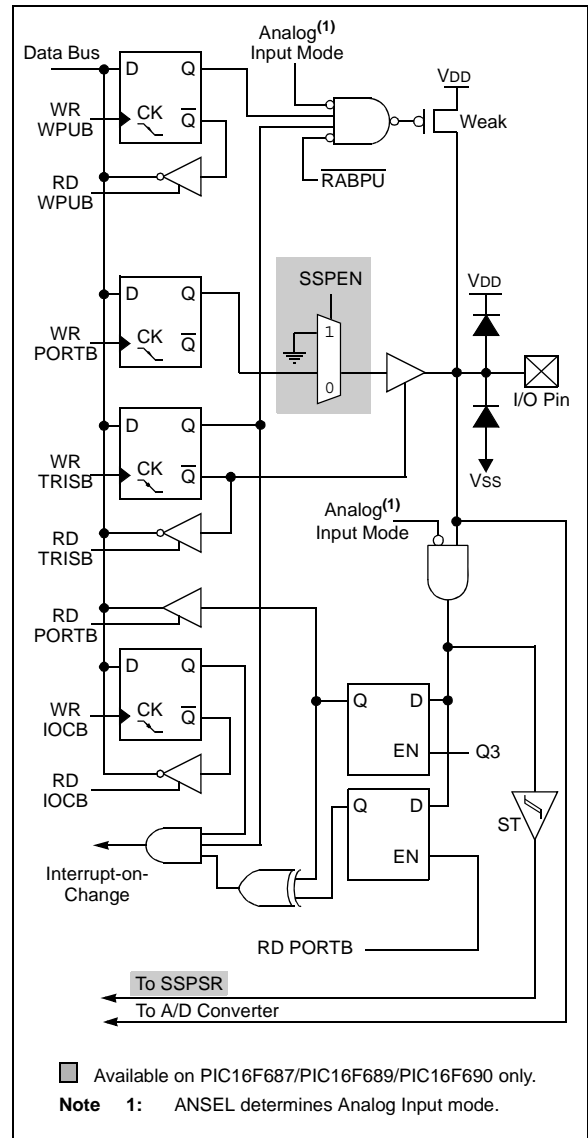 Data Bus
D Q
CK Q̅
WR
WPUB
RD
WPUB
Analog(1)
Input Mode
R̅A̅B̅P̅U̅
VDD
Weak
D Q
CK Q̅
WR
PORTB
SSPEN
1
0
VDD
I/O Pin
VSS
D Q
CK Q̅
WR
TRISB
RD
TRISB
Analog(1)
Input Mode
RD
PORTB
D Q
CK Q̅
WR
IOCB
RD
IOCB
Q D
EN
Q3
Q D
EN
ST
Interrupt-on-
Change
RD PORTB
To SSPSR
To A/D Converter
Available on PIC16F687/PIC16F689/PIC16F690 only.
Note 1: ANSEL determines Analog Input mode.